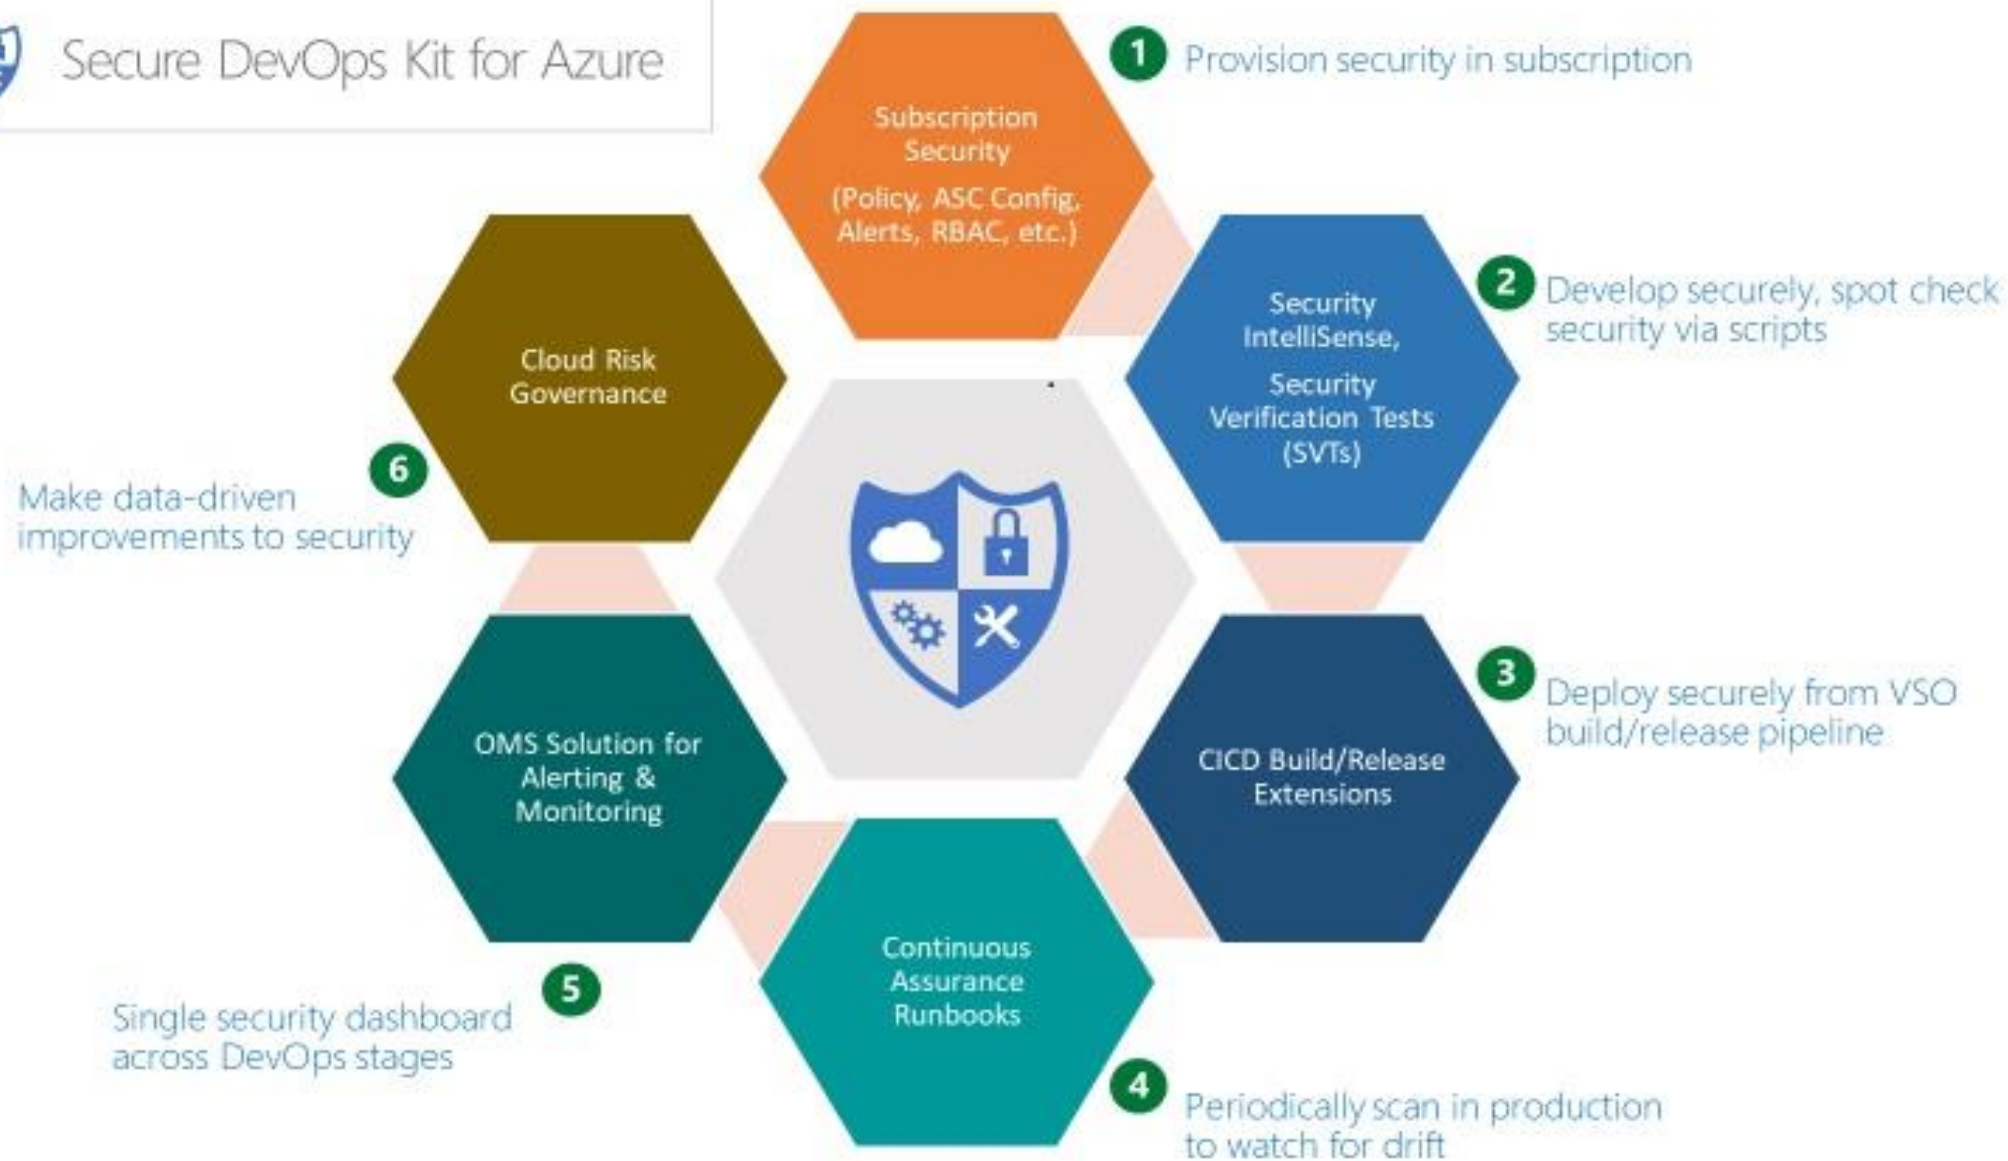 Secure DevOps Kit for Azure
1
Provision security in subscription
Subscription
Security
(Policy, ASC Config,
Alerts, RBAC, etc.)
2
Develop securely, spot check
security via scripts
Security
IntelliSense,
Security
Verification Tests
(SVTs)
3
Deploy securely from VSO
build/release pipeline
CICD Build/Release
Extensions
4
Periodically scan in production
to watch for drift
Continuous
Assurance
Runbooks
5
Single security dashboard
across DevOps stages
OMS Solution for
Alerting &
Monitoring
6
Make data-driven
improvements to security
Cloud Risk
Governance